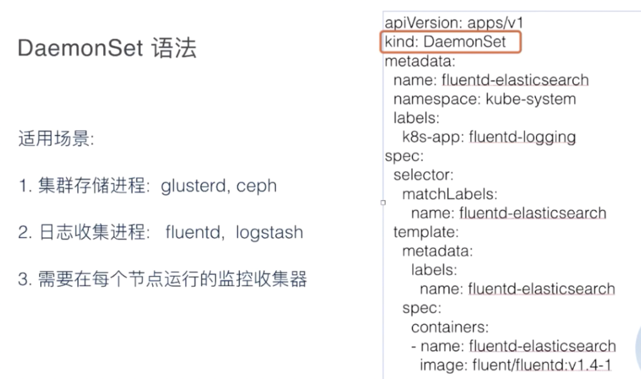 DaemonSet 语法
适用场景:
1. 集群存储进程: glusterd, ceph
2. 日志收集进程: fluentd, logstash
3. 需要在每个节点运行的监控收集器
apiVersion: apps/v1
kind: DaemonSet
metadata:
  name: fluentd-elasticsearch
  namespace: kube-system
  labels:
    k8s-app: fluentd-logging
spec:
  selector:
    matchLabels:
      name: fluentd-elasticsearch
  template:
    metadata:
      labels:
        name: fluentd-elasticsearch
    spec:
      containers:
      - name: fluentd-elasticsearch
        image: fluent/fluentd:v1.4-1